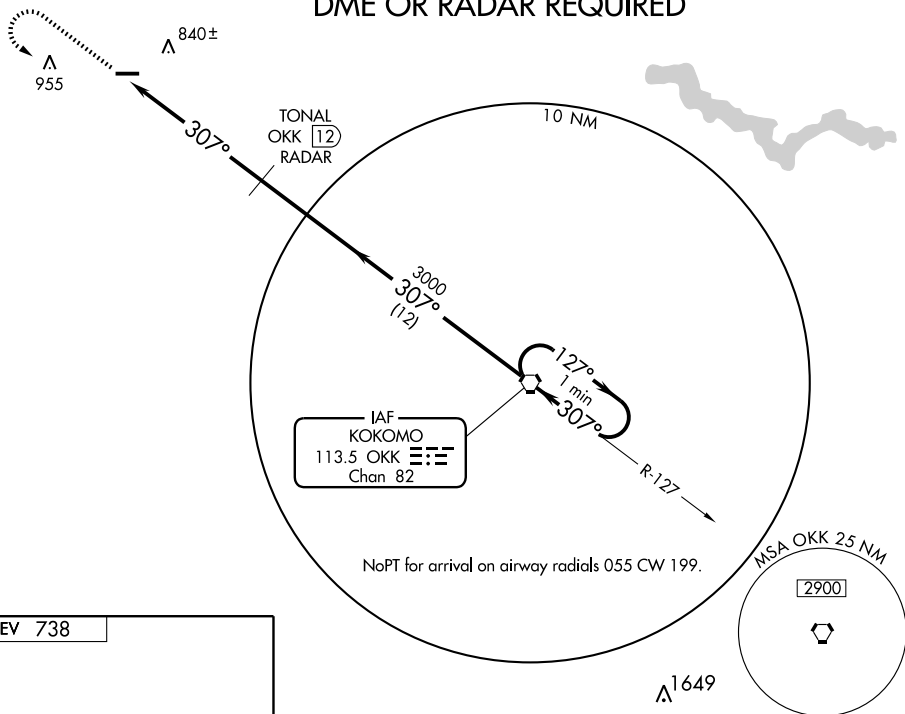 DME OR RADAR REQUIRED
840±
955
TONAL
OKK 12
RADAR
10 NM
307°
3000
307°
(12)
127°
1 min
307°
IAF
KOKOMO
113.5 OKK
Chan 82
R-127
NoPT for arrival on airway radials 055 CW 199.
MSA OKK 25 NM
2900
EV 738
1649